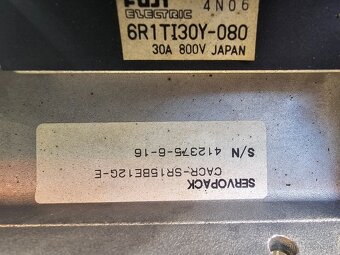 FUJI
ELECTRIC
4N06
6R1TI30Y-080
30A 800V JAPAN
SERVOPACK
CACR-SR15BE12G-E
S/N 412375-6-16